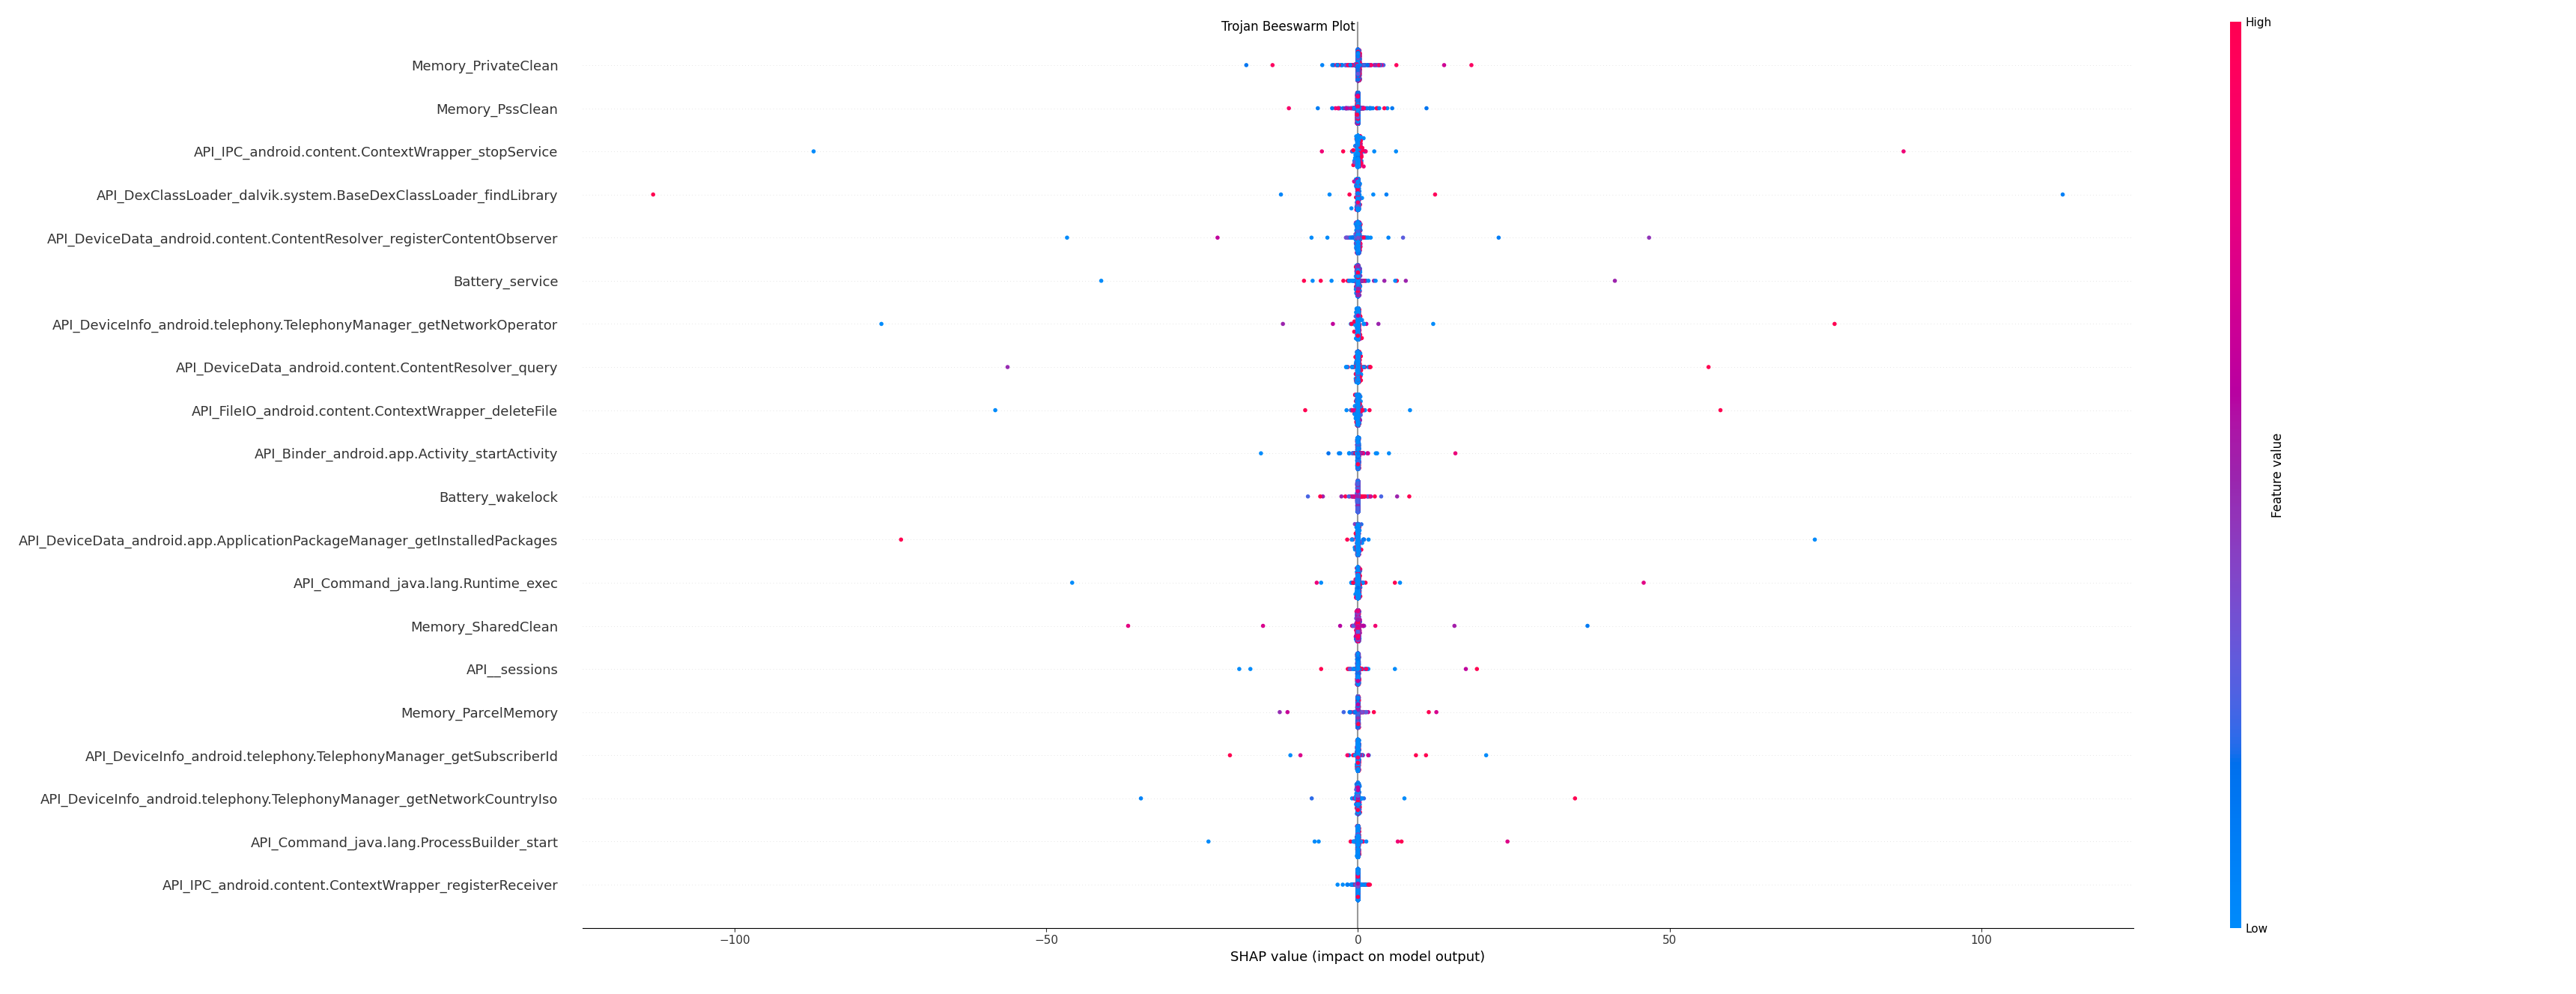 Trojan Beeswarm Plot
High
Memory_PrivateClean
Memory_PssClean
API_IPC_android.content.ContextWrapper_stopService
API_DexClassLoader_dalvik.system.BaseDexClassLoader_findLibrary
API_DeviceData_android.content.ContentResolver_registerContentObserver
Battery_service
API_DeviceInfo_android.telephony.TelephonyManager_getNetworkOperator
API_DeviceData_android.content.ContentResolver_query
API_FileIO_android.content.ContextWrapper_deleteFile
API_Binder_android.app.Activity_startActivity
Battery_wakelock
API_DeviceData_android.app.ApplicationPackageManager_getInstalledPackages
API_Command_java.lang.Runtime_exec
Memory_SharedClean
API__sessions
Memory_ParcelMemory
API_DeviceInfo_android.telephony.TelephonyManager_getSubscriberId
API_DeviceInfo_android.telephony.TelephonyManager_getNetworkCountryIso
API_Command_java.lang.ProcessBuilder_start
API_IPC_android.content.ContextWrapper_registerReceiver
Feature value
Low
−100 −50 0 50 100
SHAP value (impact on model output)